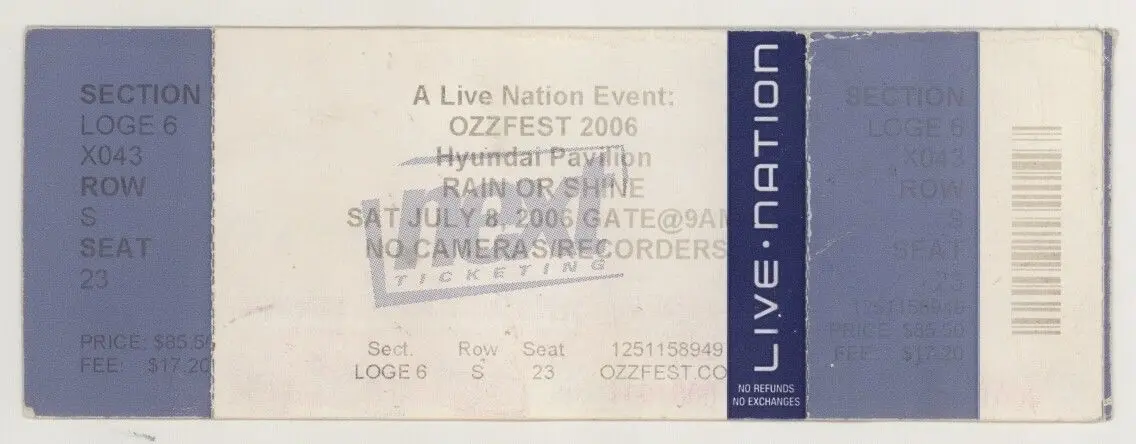 SECTION
LOGE 6
X043
ROW
S
SEAT
23
PRICE: $85.50
FEE: $17.20
A Live Nation Event:
OZZFEST 2006
Hyundai Pavilion
RAIN OR SHINE
SAT JULY 8, 2006 GATE@9AM
NO CAMERAS/RECORDERS
next
TICKETING
Sect. Row Seat 1251158949
LOGE 6 S 23 OZZFEST.CO
LIVE·NATION
NO REFUNDS
NO EXCHANGES
SECTION
LOGE 6
X043
ROW
S
SEAT
23
1251158949
PRICE: $85.50
FEE: $17.20